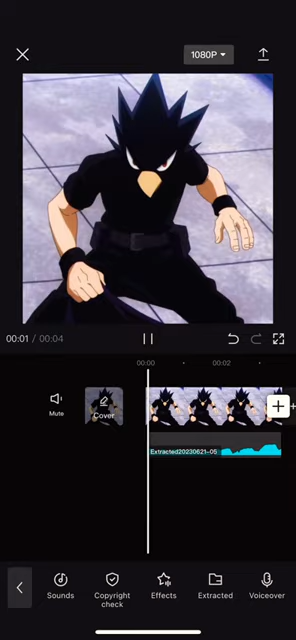 1080P
00:01 / 00:04
00:00
00:02
Mute
Cover
Extracted20230621-05
Sounds
Copyright
check
Effects
Extracted
Voiceover